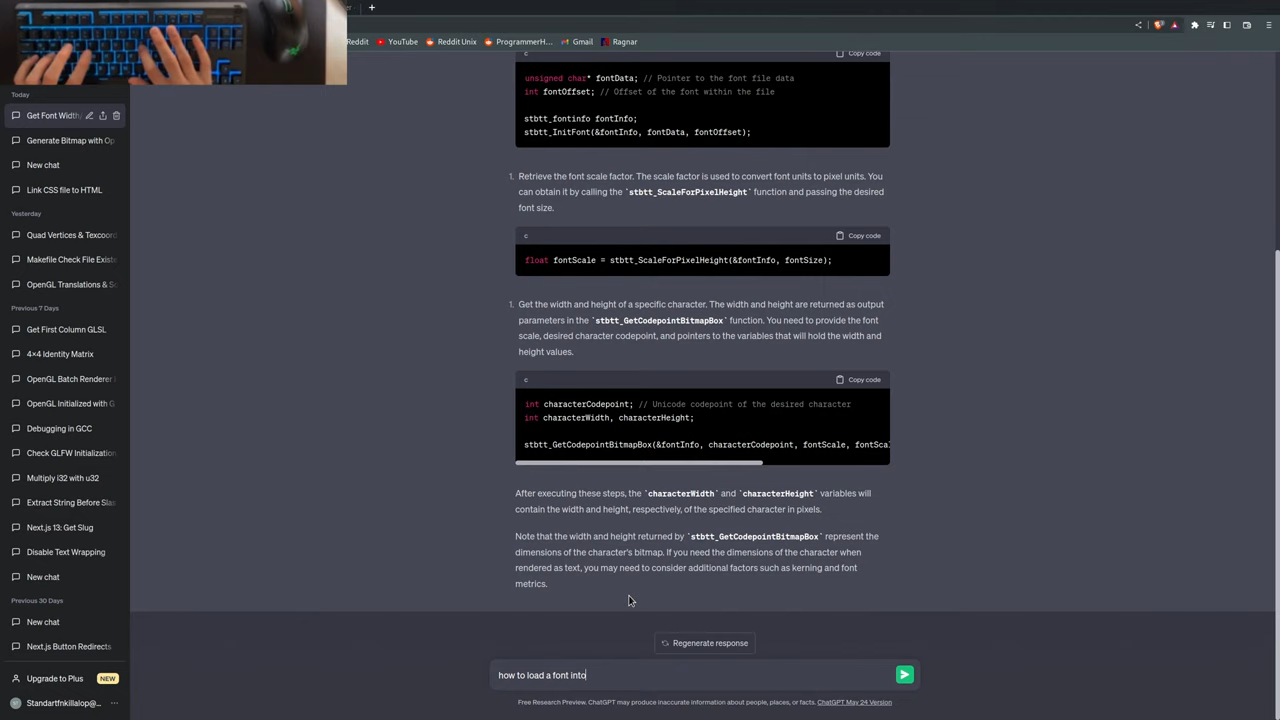 Reddit
YouTube
Reddit Unix
ProgrammerH...
Gmail
Ragnar
Today
Get Font Width
Generate Bitmap with Op
New chat
Link CSS file to HTML
Yesterday
Quad Vertices & Texcoord
Makefile Check File Exist
OpenGL Translations & Sc
Previous 7 Days
Get First Column GLSL
4×4 Identity Matrix
OpenGL Batch Renderer
OpenGL Initialized with G
Debugging in GCC
Check GLFW Initialization
Multiply i32 with u32
Extract String Before Slas
Next.js 13: Get Slug
Disable Text Wrapping
New chat
Previous 30 Days
New chat
Next.js Button Redirects
Upgrade to Plus NEW
Standartfnkillalop@... ...
c Copy code
unsigned char* fontData; // Pointer to the font file data
int fontOffset; // Offset of the font within the file
stbtt_fontinfo fontInfo;
stbtt_InitFont(&fontInfo, fontData, fontOffset);
1. Retrieve the font scale factor. The scale factor is used to convert font units to pixel units. You
can obtain it by calling the `stbtt_ScaleForPixelHeight` function and passing the desired
font size.
c Copy code
float fontScale = stbtt_ScaleForPixelHeight(&fontInfo, fontSize);
1. Get the width and height of a specific character. The width and height are returned as output
parameters in the `stbtt_GetCodepointBitmapBox` function. You need to provide the font
scale, desired character codepoint, and pointers to the variables that will hold the width and
height values.
c Copy code
int characterCodepoint; // Unicode codepoint of the desired character
int characterWidth, characterHeight;
stbtt_GetCodepointBitmapBox(&fontInfo, characterCodepoint, fontScale, fontScal
After executing these steps, the `characterWidth` and `characterHeight` variables will
contain the width and height, respectively, of the specified character in pixels.
Note that the width and height returned by `stbtt_GetCodepointBitmapBox` represent the
dimensions of the character's bitmap. If you need the dimensions of the character when
rendered as text, you may need to consider additional factors such as kerning and font
metrics.
Regenerate response
how to load a font into
Free Research Preview. ChatGPT may produce inaccurate information about people, places, or facts. ChatGPT May 24 Version